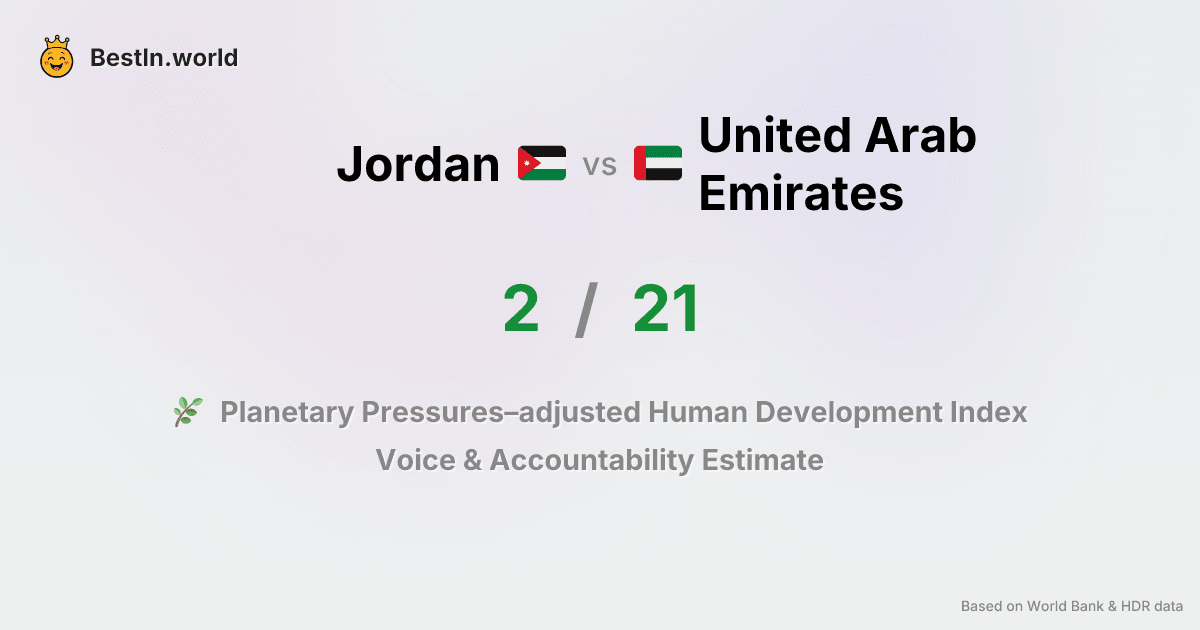 BestIn.world
Jordan vs United Arab
Emirates
2 / 21
Planetary Pressures–adjusted Human Development Index
Voice & Accountability Estimate
Based on World Bank & HDR data